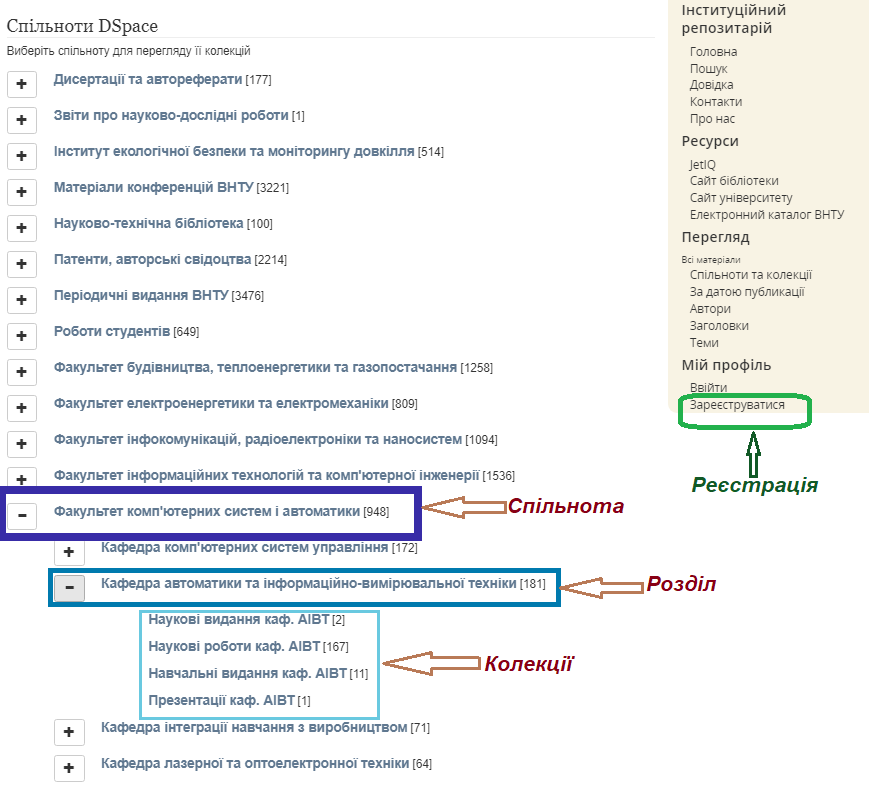 Спільноти DSpace
Виберіть спільноту для перегляду її колекцій
Дисертації та автореферати [177]
Звіти про науково-дослідні роботи [1]
Інститут екологічної безпеки та моніторингу довкілля [514]
Матеріали конференцій ВНТУ [3221]
Науково-технічна бібліотека [100]
Патенти, авторські свідоцтва [2214]
Періодичні видання ВНТУ [3476]
Роботи студентів [649]
Факультет будівництва, теплоенергетики та газопостачання [1258]
Факультет електроенергетики та електромеханіки [809]
Факультет інфокомунікацій, радіоелектроніки та наносистем [1094]
Факультет інформаційних технологій та комп'ютерної інженерії [1536]
Факультет комп'ютерних систем і автоматики [948]
Спільнота
Кафедра комп'ютерних систем управління [172]
Кафедра автоматики та інформаційно-вимірювальної техніки [181]
Розділ
Наукові видання каф. АІВТ [2]
Наукові роботи каф. АІВТ [167]
Навчальні видання каф. АІВТ [11]
Презентації каф. АІВТ [1]
Колекції
Кафедра інтеграції навчання з виробництвом [71]
Кафедра лазерної та оптоелектронної техніки [64]
Інституційний
репозитарій
Головна
Пошук
Довідка
Контакти
Про нас
Ресурси
JetIQ
Сайт бібліотеки
Сайт університету
Електронний каталог ВНТУ
Перегляд
Всі матеріали
Спільноти та колекції
За датою публикації
Автори
Заголовки
Теми
Мій профіль
Ввійти
Зареєструватися
Реєстрація